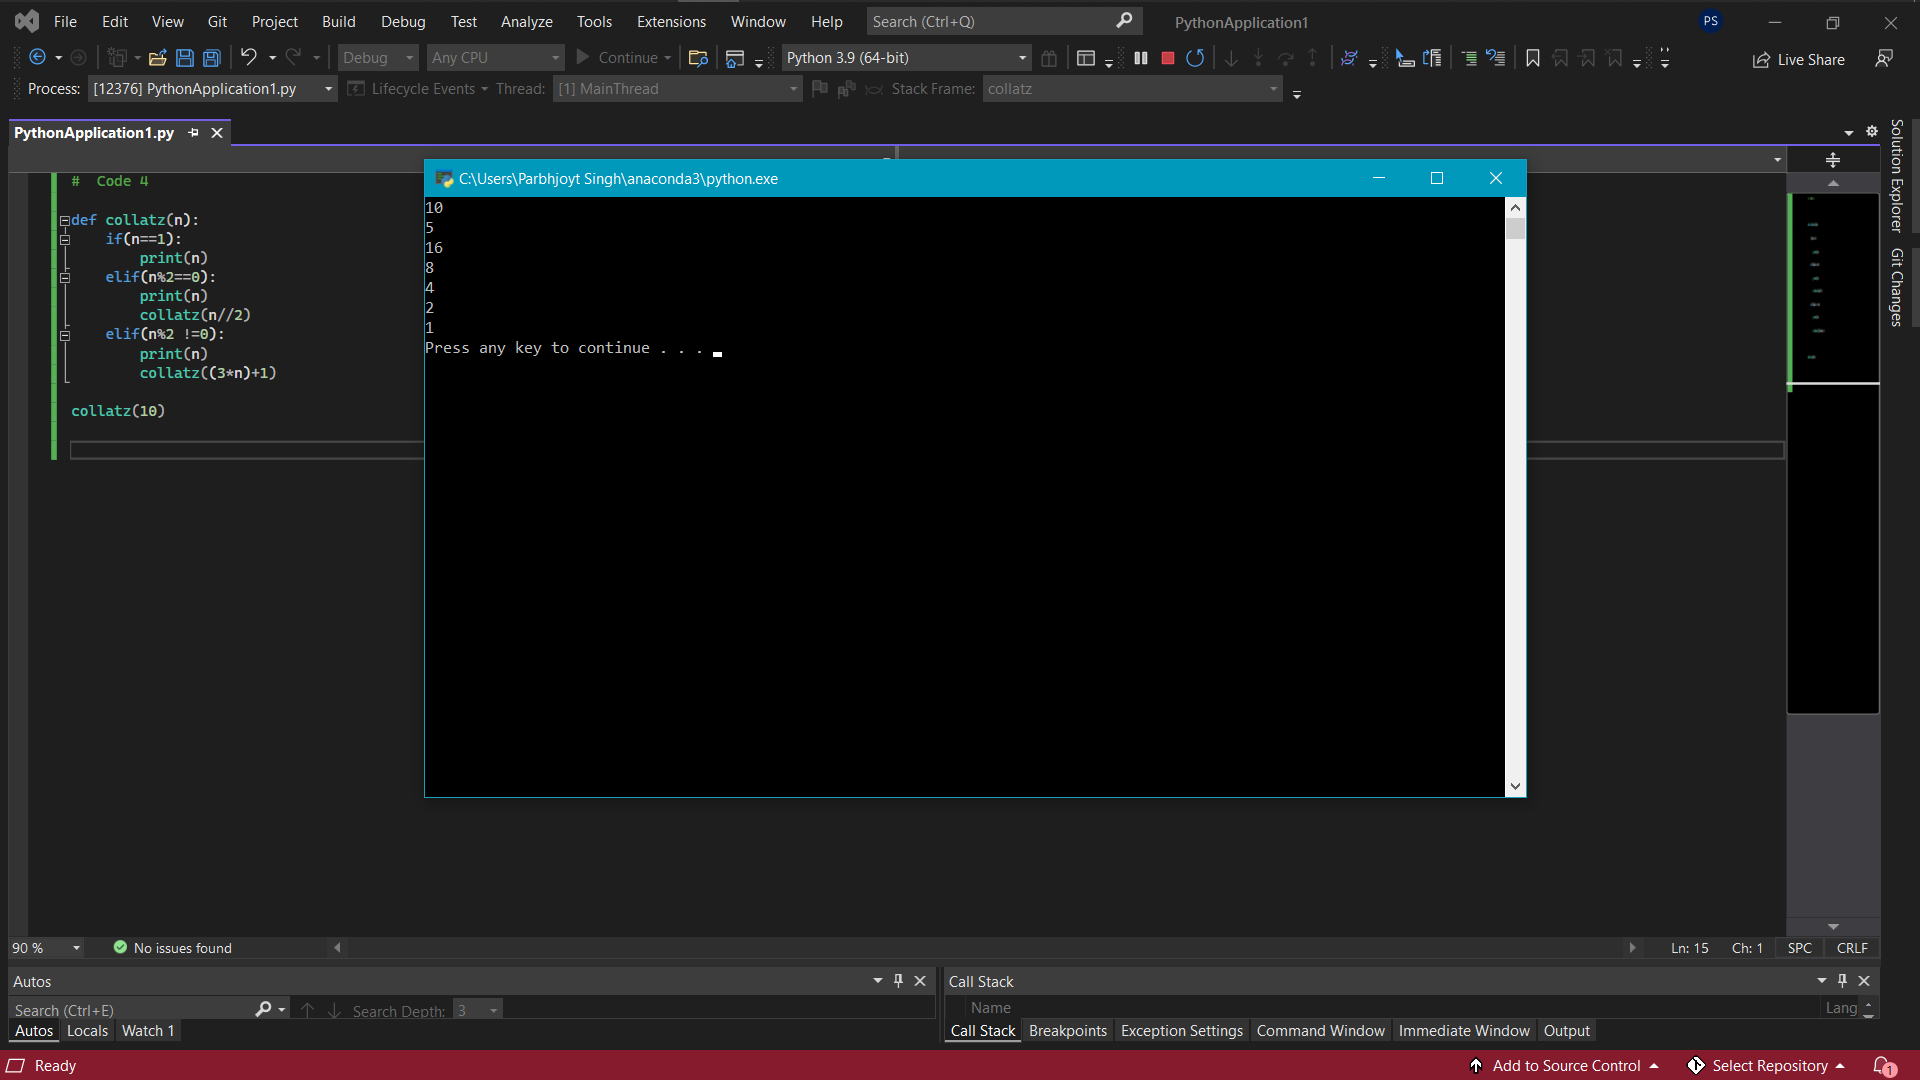 File Edit View Git Project Build Debug Test Analyze Tools Extensions Window Help Search (Ctrl+Q) PythonApplication1 PS
Debug Any CPU Continue Python 3.9 (64-bit) Live Share
Process: [12376] PythonApplication1.py Lifecycle Events Thread: [1] MainThread Stack Frame: collatz
PythonApplication1.py
# Code 4
def collatz(n):
if(n==1):
print(n)
elif(n%2==0):
print(n)
collatz(n//2)
elif(n%2 !=0):
print(n)
collatz((3*n)+1)
collatz(10)
C:\Users\Parbhjoyt Singh\anaconda3\python.exe
10
5
16
8
4
2
1
Press any key to continue . . .
Solution Explorer
Git Changes
90 % No issues found Ln: 15 Ch: 1 SPC CRLF
Autos
Search (Ctrl+E) Search Depth: 3
Autos Locals Watch 1
Call Stack
Name Lang
Call Stack Breakpoints Exception Settings Command Window Immediate Window Output
Ready Add to Source Control Select Repository 1